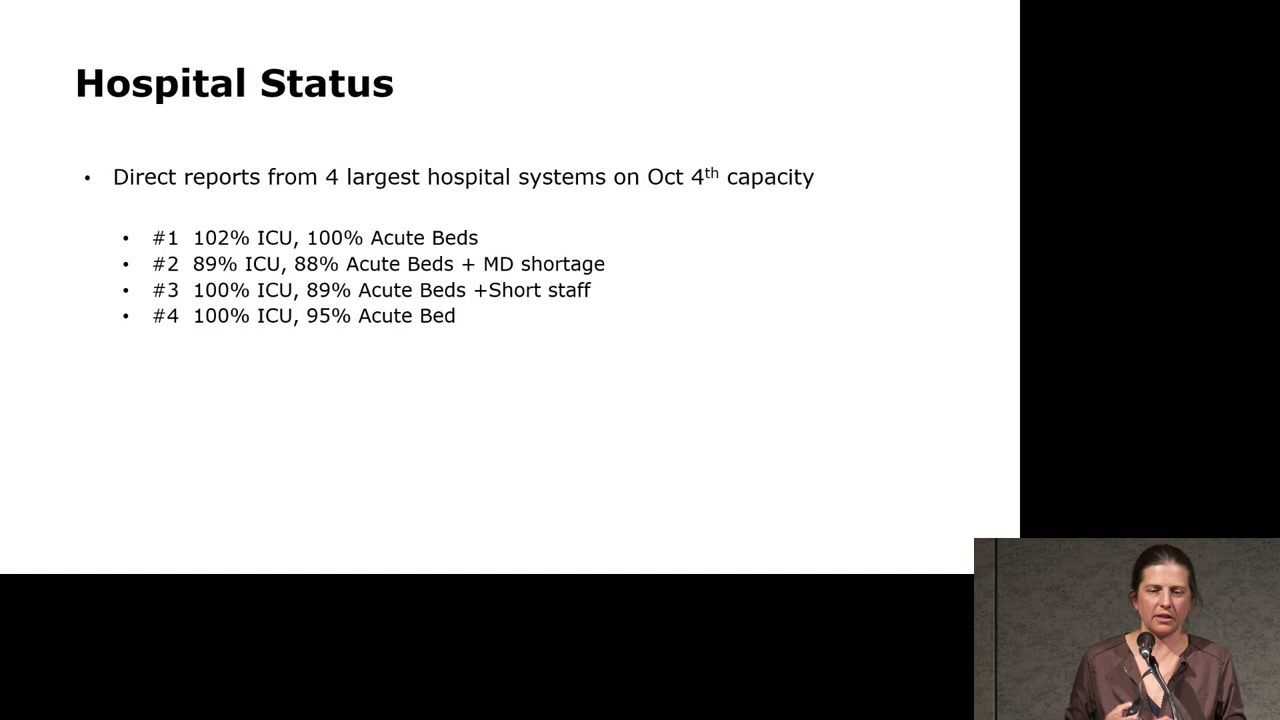 Hospital Status
• Direct reports from 4 largest hospital systems on Oct 4th capacity
• #1 102% ICU, 100% Acute Beds
• #2 89% ICU, 88% Acute Beds + MD shortage
• #3 100% ICU, 89% Acute Beds +Short staff
• #4 100% ICU, 95% Acute Bed